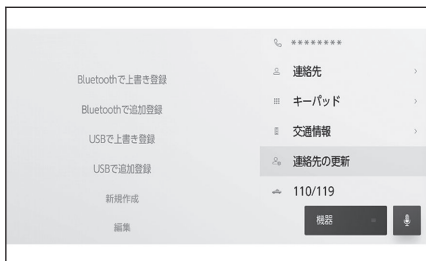 Bluetoothで上書き登録
Bluetoothで追加登録
USBで上書き登録
USBで追加登録
新規作成
編集
********
連絡先
キーパッド
交通情報
連絡先の更新
110/119
機器